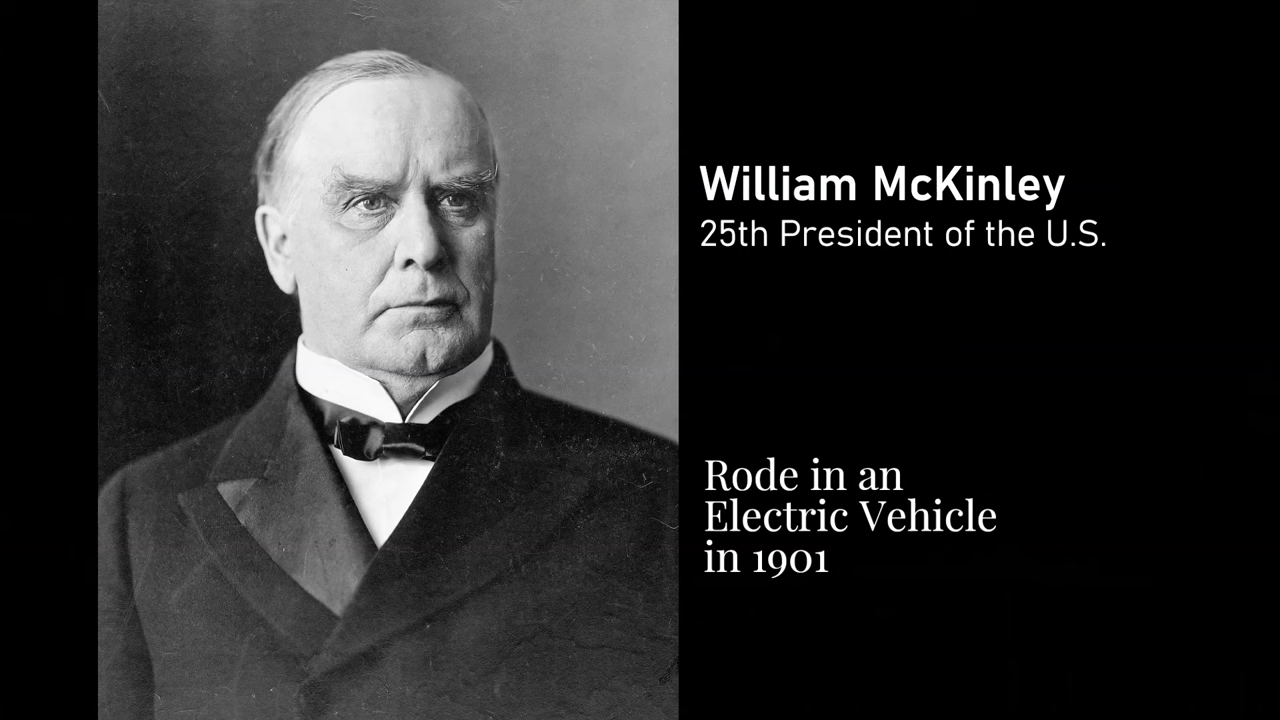 William McKinley
25th President of the U.S.
Rode in an
Electric Vehicle
in 1901